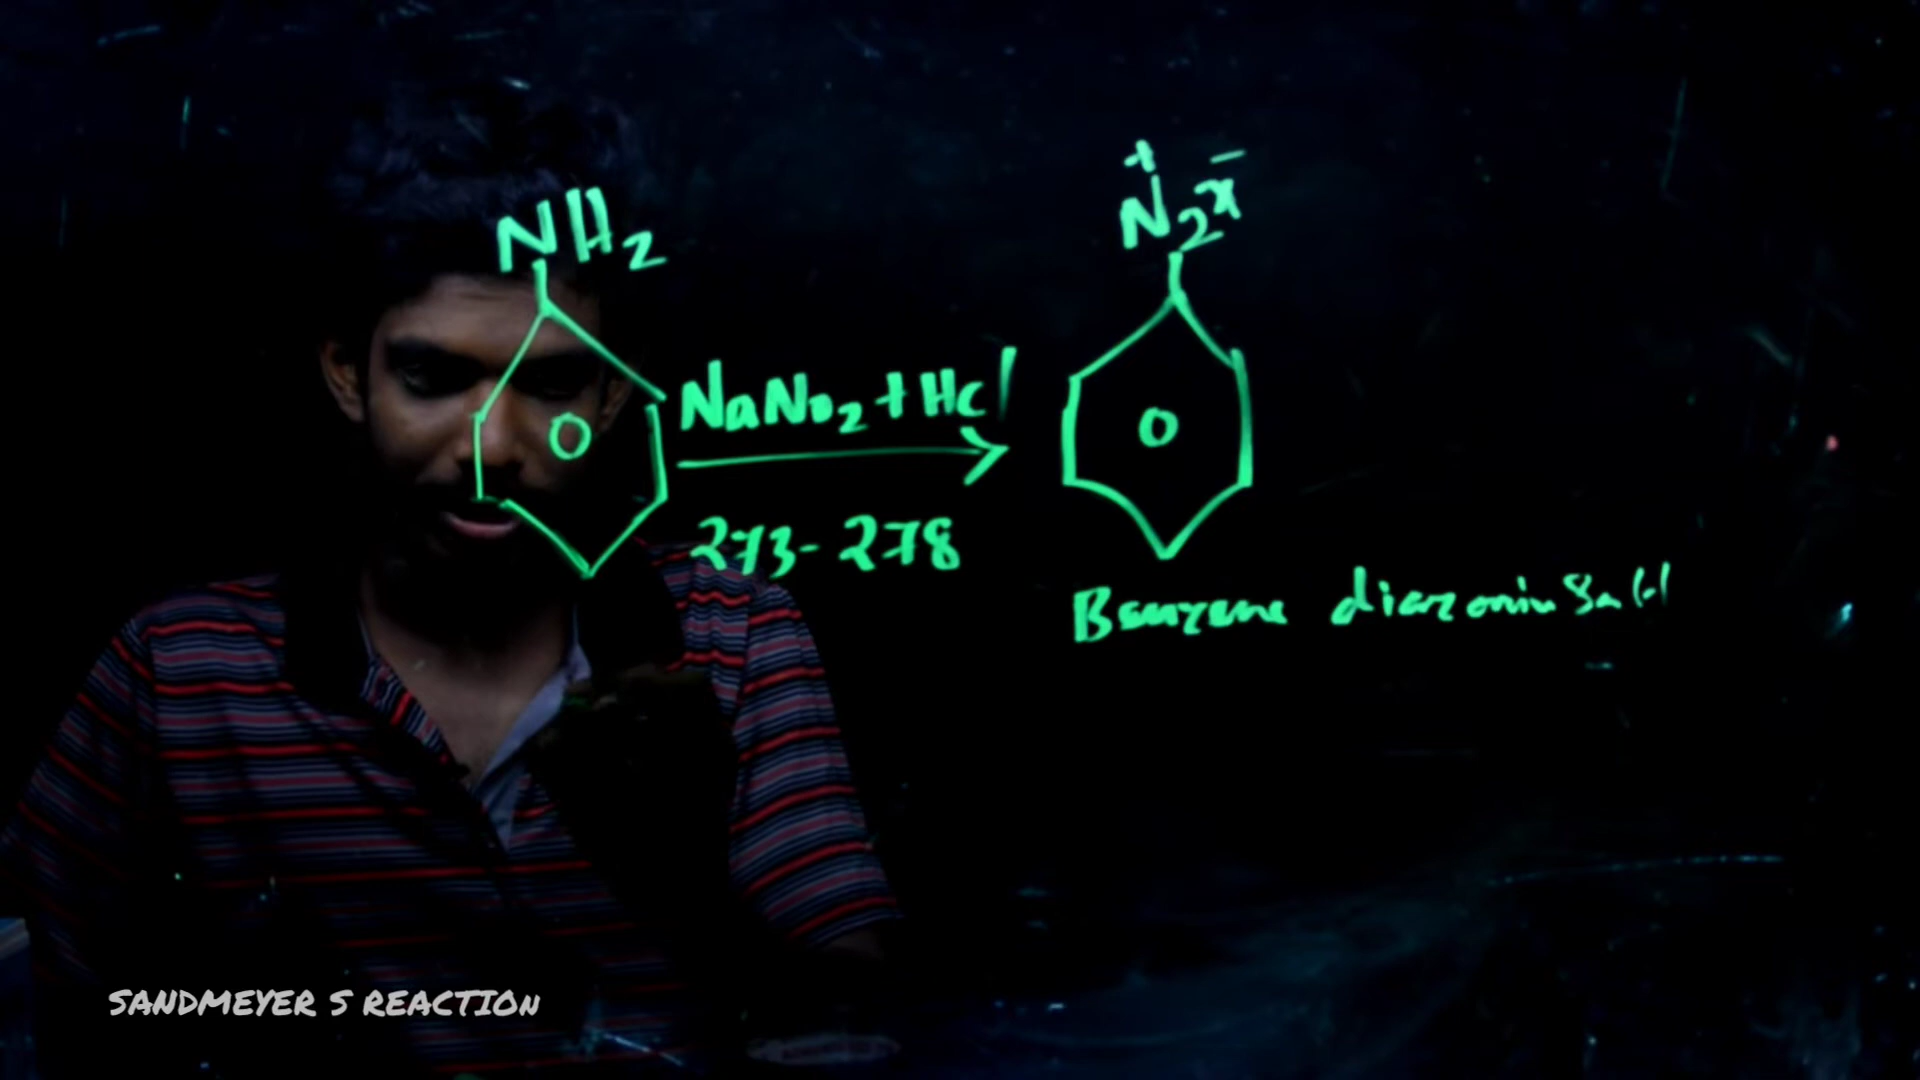 NH2
N2+ x-
NaNo2 + Hcl
273-278
Benzene diazonium Salt
SANDMEYER S REACTION